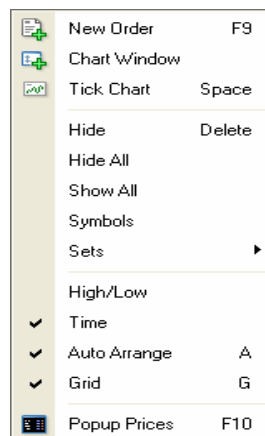 New Order F9
Chart Window
Tick Chart Space
Hide Delete
Hide All
Show All
Symbols
Sets
High/Low
Time
Auto Arrange A
Grid G
Popup Prices F10